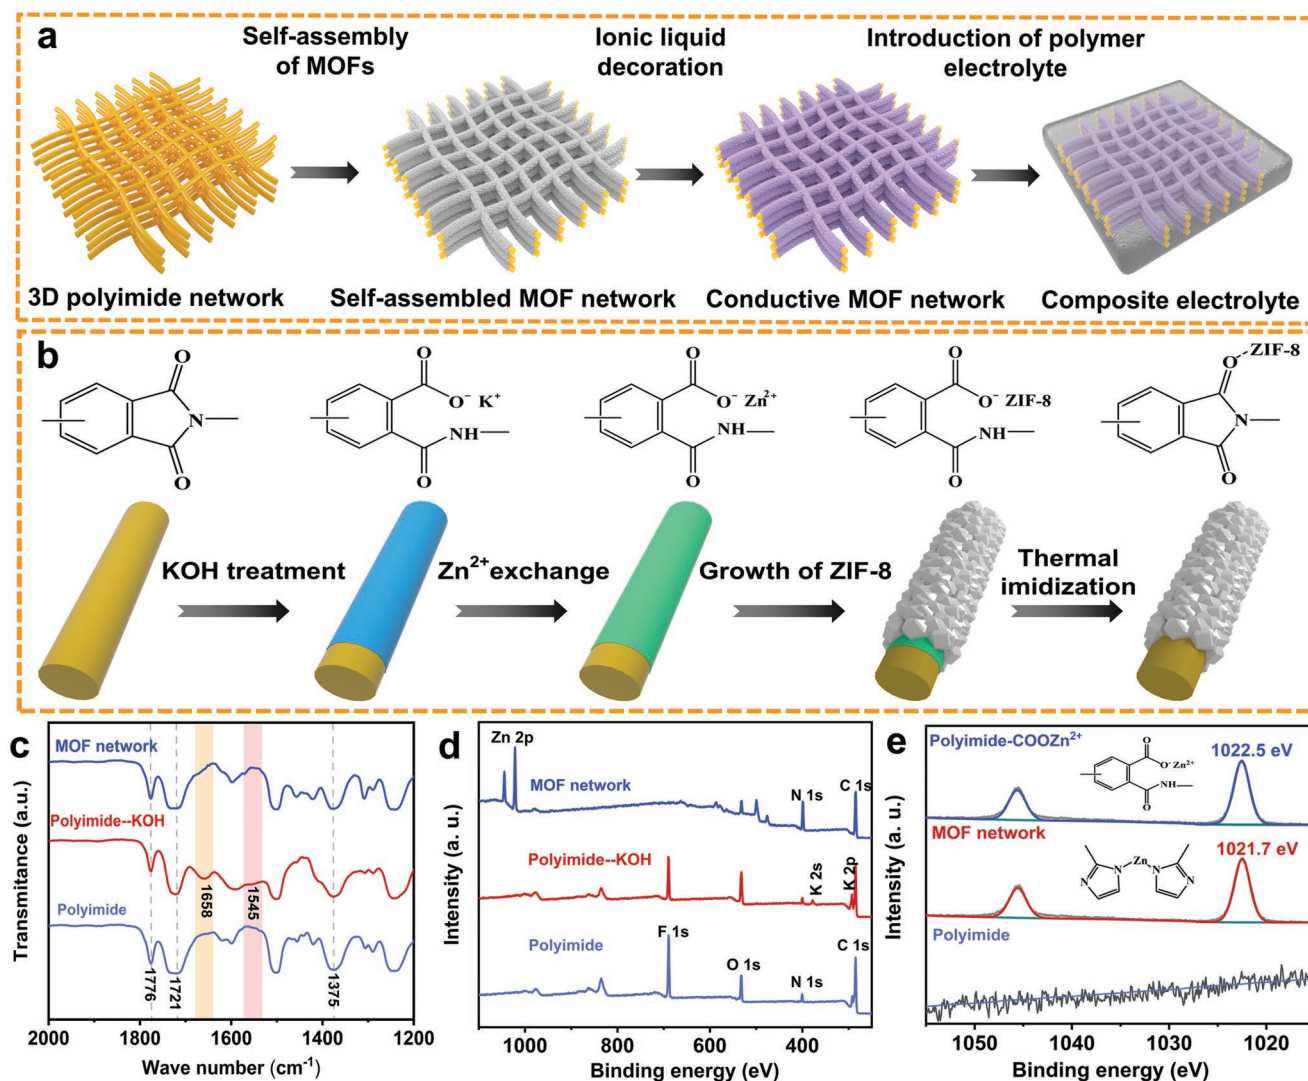 a
Self-assembly
of MOFs
Ionic liquid
decoration
Introduction of polymer
electrolyte
3D polyimide network
Self-assembled MOF network
Conductive MOF network
Composite electrolyte
b
O
N
O
O
O⁻ K⁺
NH
O
O
O⁻ Zn²⁺
NH
O
O
O⁻ ZIF-8
NH
O
O--ZIF-8
N
O
KOH treatment
Zn²⁺exchange
Growth of ZIF-8
Thermal
imidization
c
MOF network
Polyimide--KOH
Polyimide
1776
1721
1658
1545
1375
Transmitance (a.u.)
2000
1800
1600
1400
1200
Wave number (cm⁻¹)
d
Zn 2p
MOF network
N 1s
C 1s
Polyimide--KOH
K 2s
K 2p
Polyimide
F 1s
O 1s
N 1s
C 1s
Intensity (a. u.)
1000
800
600
400
Binding energy (eV)
e
Polyimide-COOZn²⁺
O
O⁻ Zn²⁺
NH
O
1022.5 eV
MOF network
N
N
Zn
N
N
1021.7 eV
Polyimide
Intensity (a. u.)
1050
1040
1030
1020
Binding energy (eV)